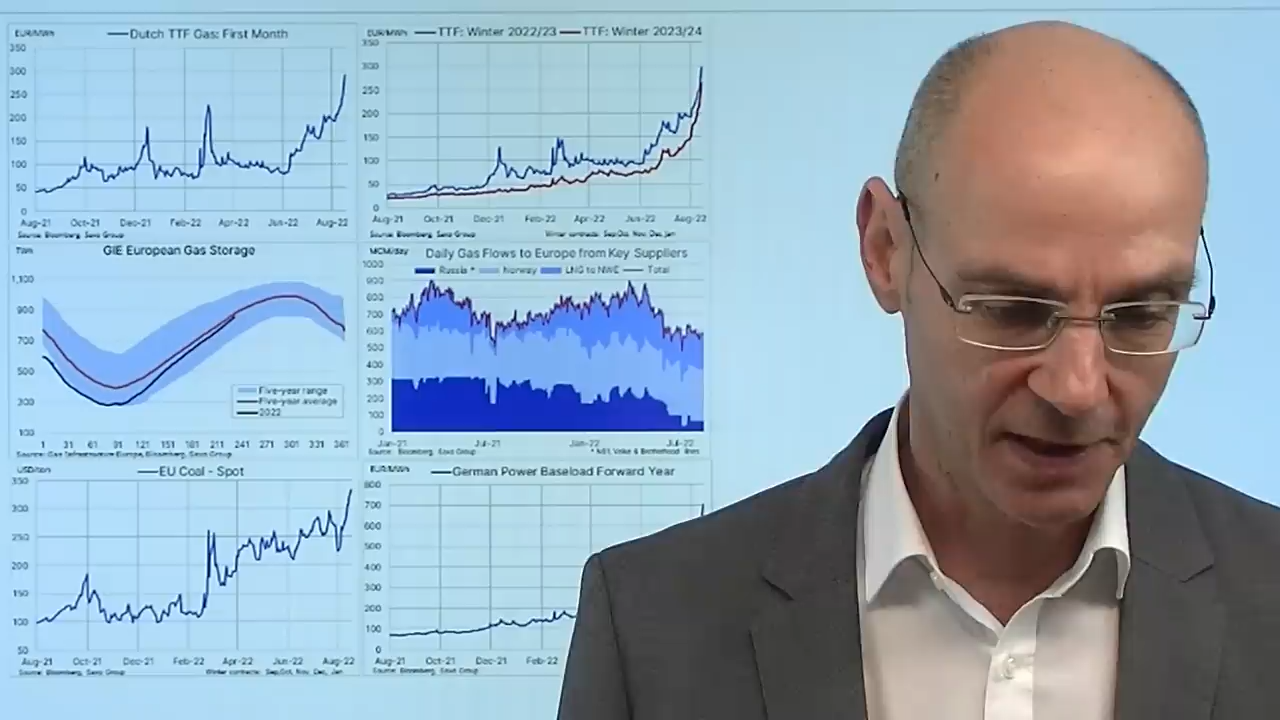 EUR/MWh
Dutch TTF Gas: First Month
350
300
250
200
150
100
50
0
Aug-21 Oct-21 Dec-21 Feb-22 Apr-22 Jun-22 Aug-22
Source: Bloomberg, Saxo Group
EUR/MWh
TTF: Winter 2022/23 TTF: Winter 2023/24
350
300
250
200
150
100
50
0
Aug-21 Oct-21 Dec-21 Feb-22 Apr-22 Jun-22 Aug-22
Source: Bloomberg, Saxo Group Winter contracts: Sep,Oct, Nov, Dec, Jan
TWh
GIE European Gas Storage
1,100
900
700
500
300
100
Five-year range
Five-year average
2022
1 31 61 91 121 151 181 211 241 271 301 331 361
Source: Gas Infrastructure Europe, Bloomberg, Saxo Group
MCM/day
Daily Gas Flows to Europe from Key Suppliers
Russia * Norway LNG to NWE Total
1000
900
800
700
600
500
400
300
200
100
0
Jan-21 Jul-21 Jan-22 Jul-22
Source: Bloomberg, Saxo Group * NS1, Velke & Brotherhood
USD/ton
EU Coal - Spot
350
300
250
200
150
100
50
Aug-21 Oct-21 Dec-21 Feb-22 Apr-22 Jun-22 Aug-22
Source: Bloomberg, Saxo Group Winter contracts: Sep,Oct, Nov, Dec, Jan
EUR/MWh
German Power Baseload Forward Year
800
700
600
500
400
300
200
100
0
Aug-21 Oct-21 Dec-21 Feb-22
Source: Bloomberg, Saxo Group